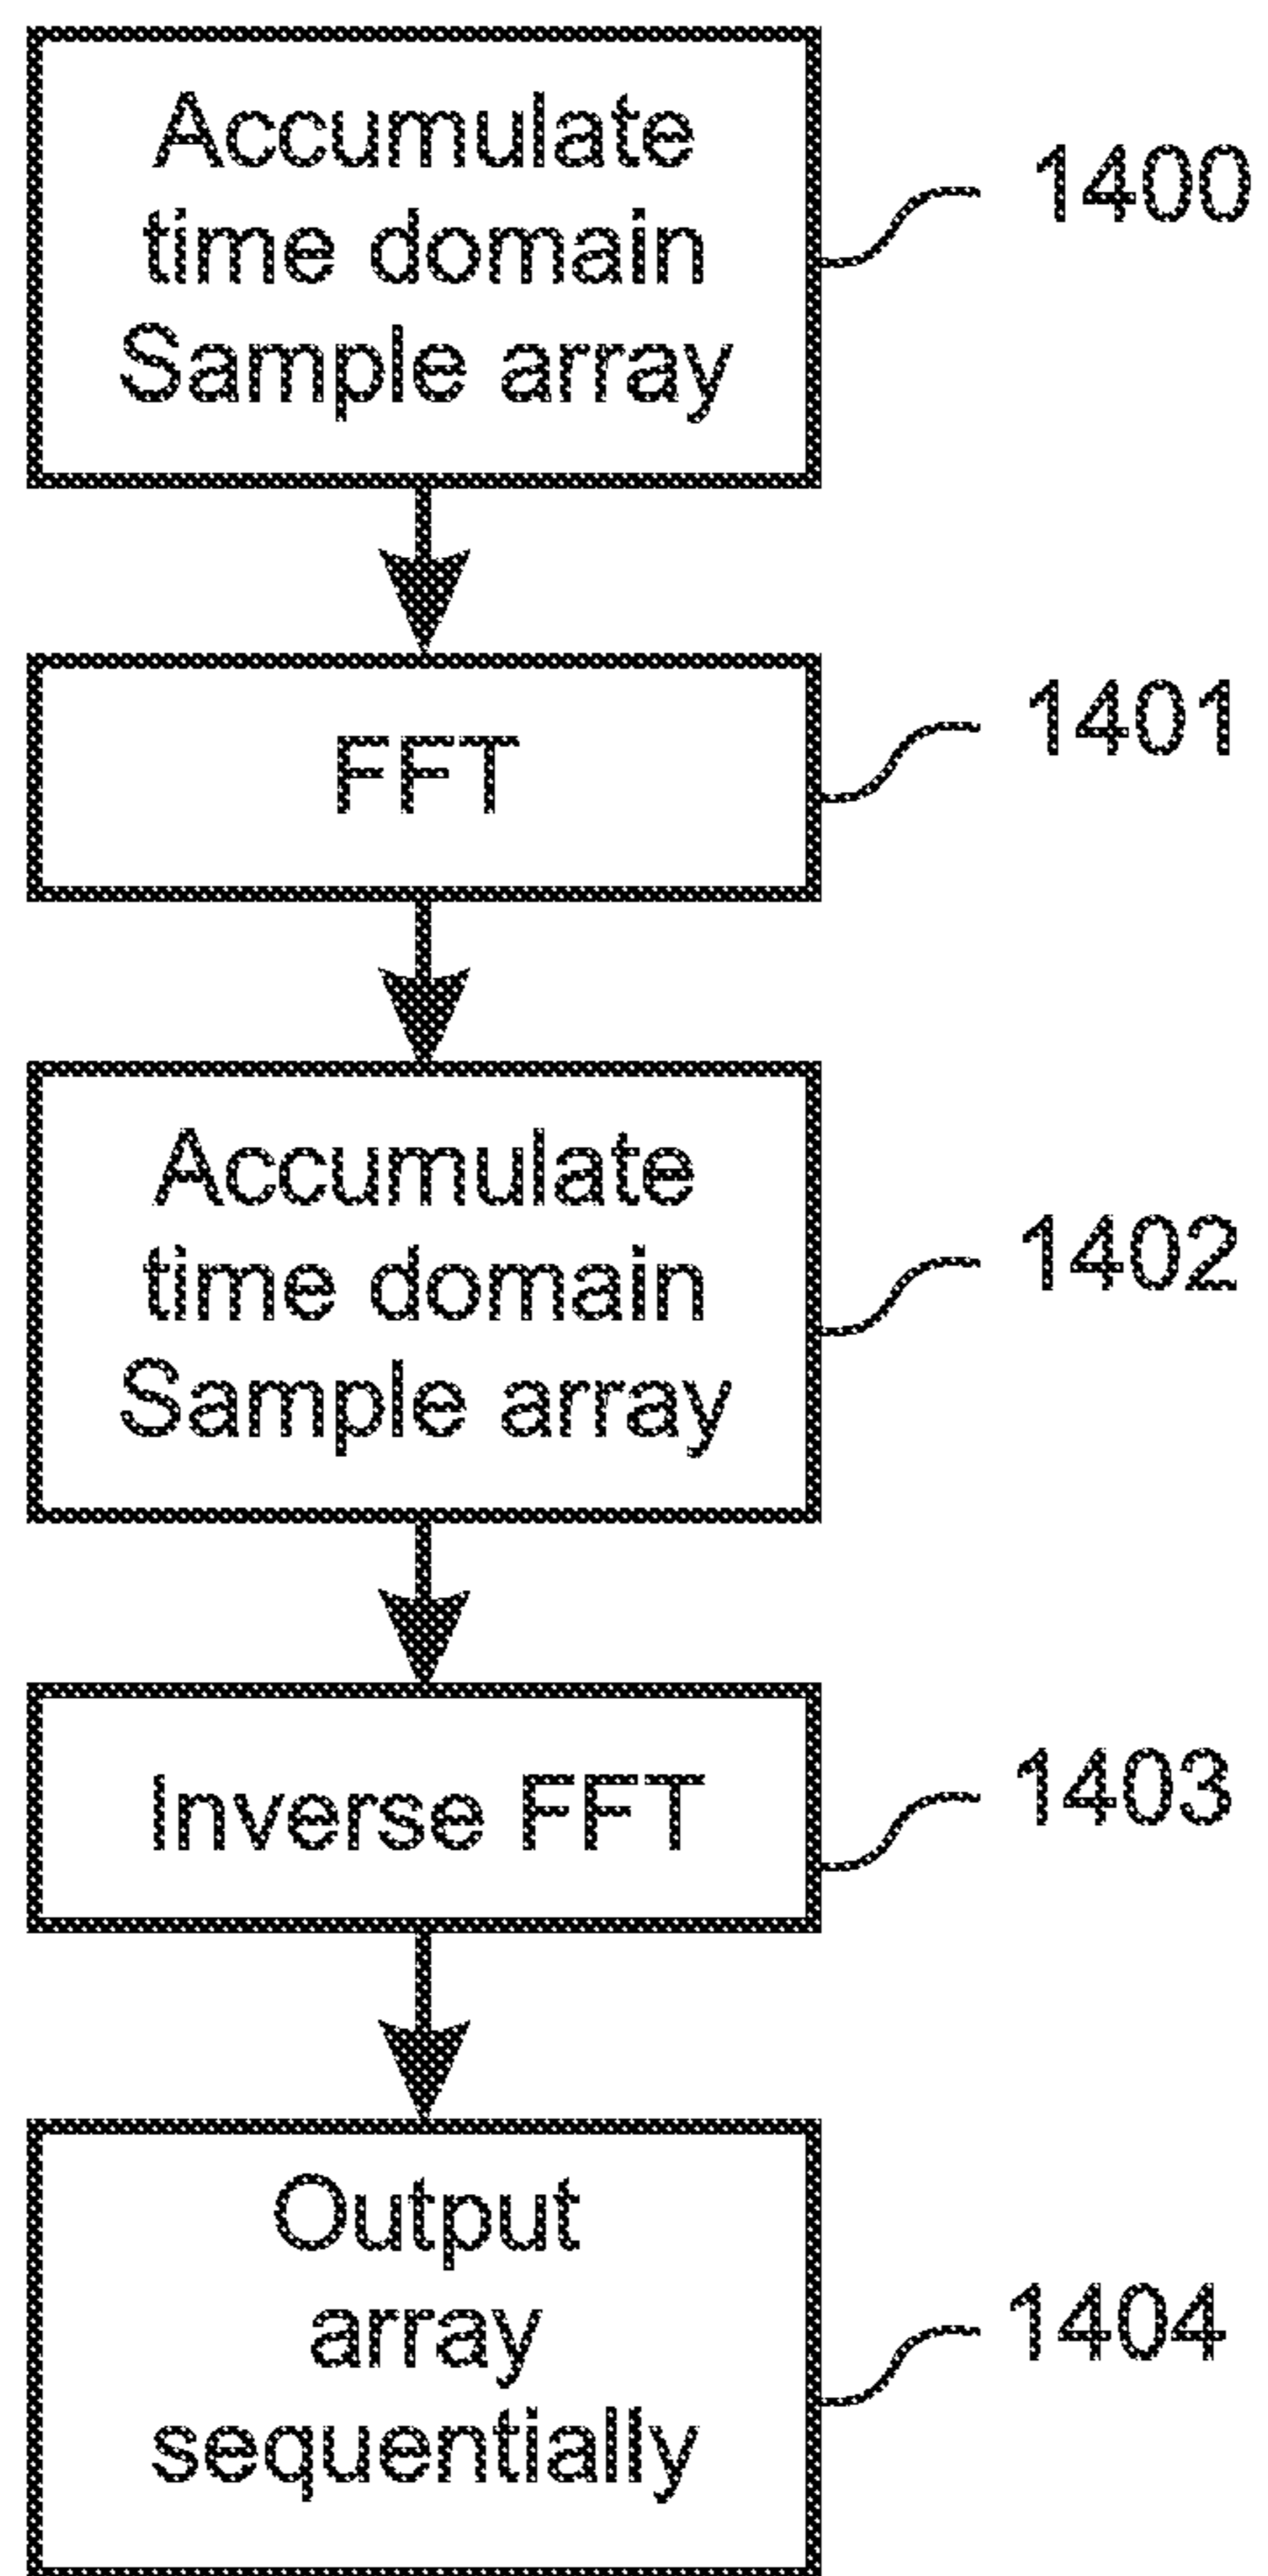 Accumulate
time domain
Sample array
1400
FFT
1401
Accumulate
time domain
Sample array
1402
Inverse FFT
1403
Output
array
sequentially
1404